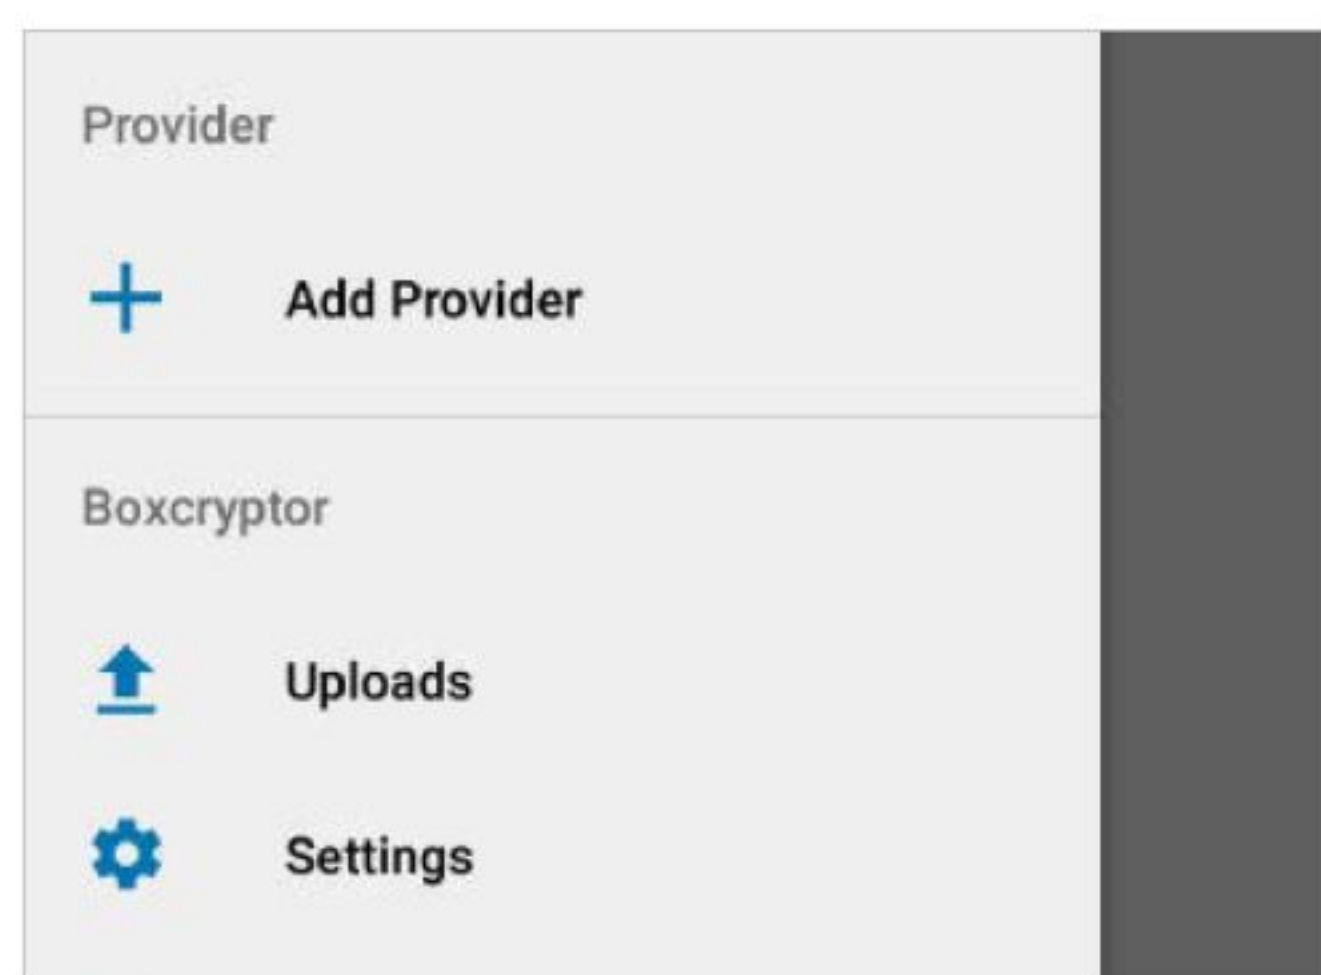 Provider
Add Provider
Boxcryptor
Uploads
Settings